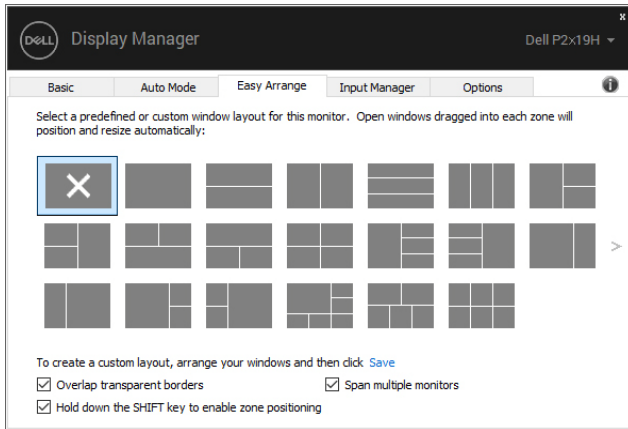 x
DELL Display Manager Dell P2x19H
Basic Auto Mode Easy Arrange Input Manager Options
Select a predefined or custom window layout for this monitor. Open windows dragged into each zone will
position and resize automatically:
>
To create a custom layout, arrange your windows and then click Save
Overlap transparent borders Span multiple monitors
Hold down the SHIFT key to enable zone positioning